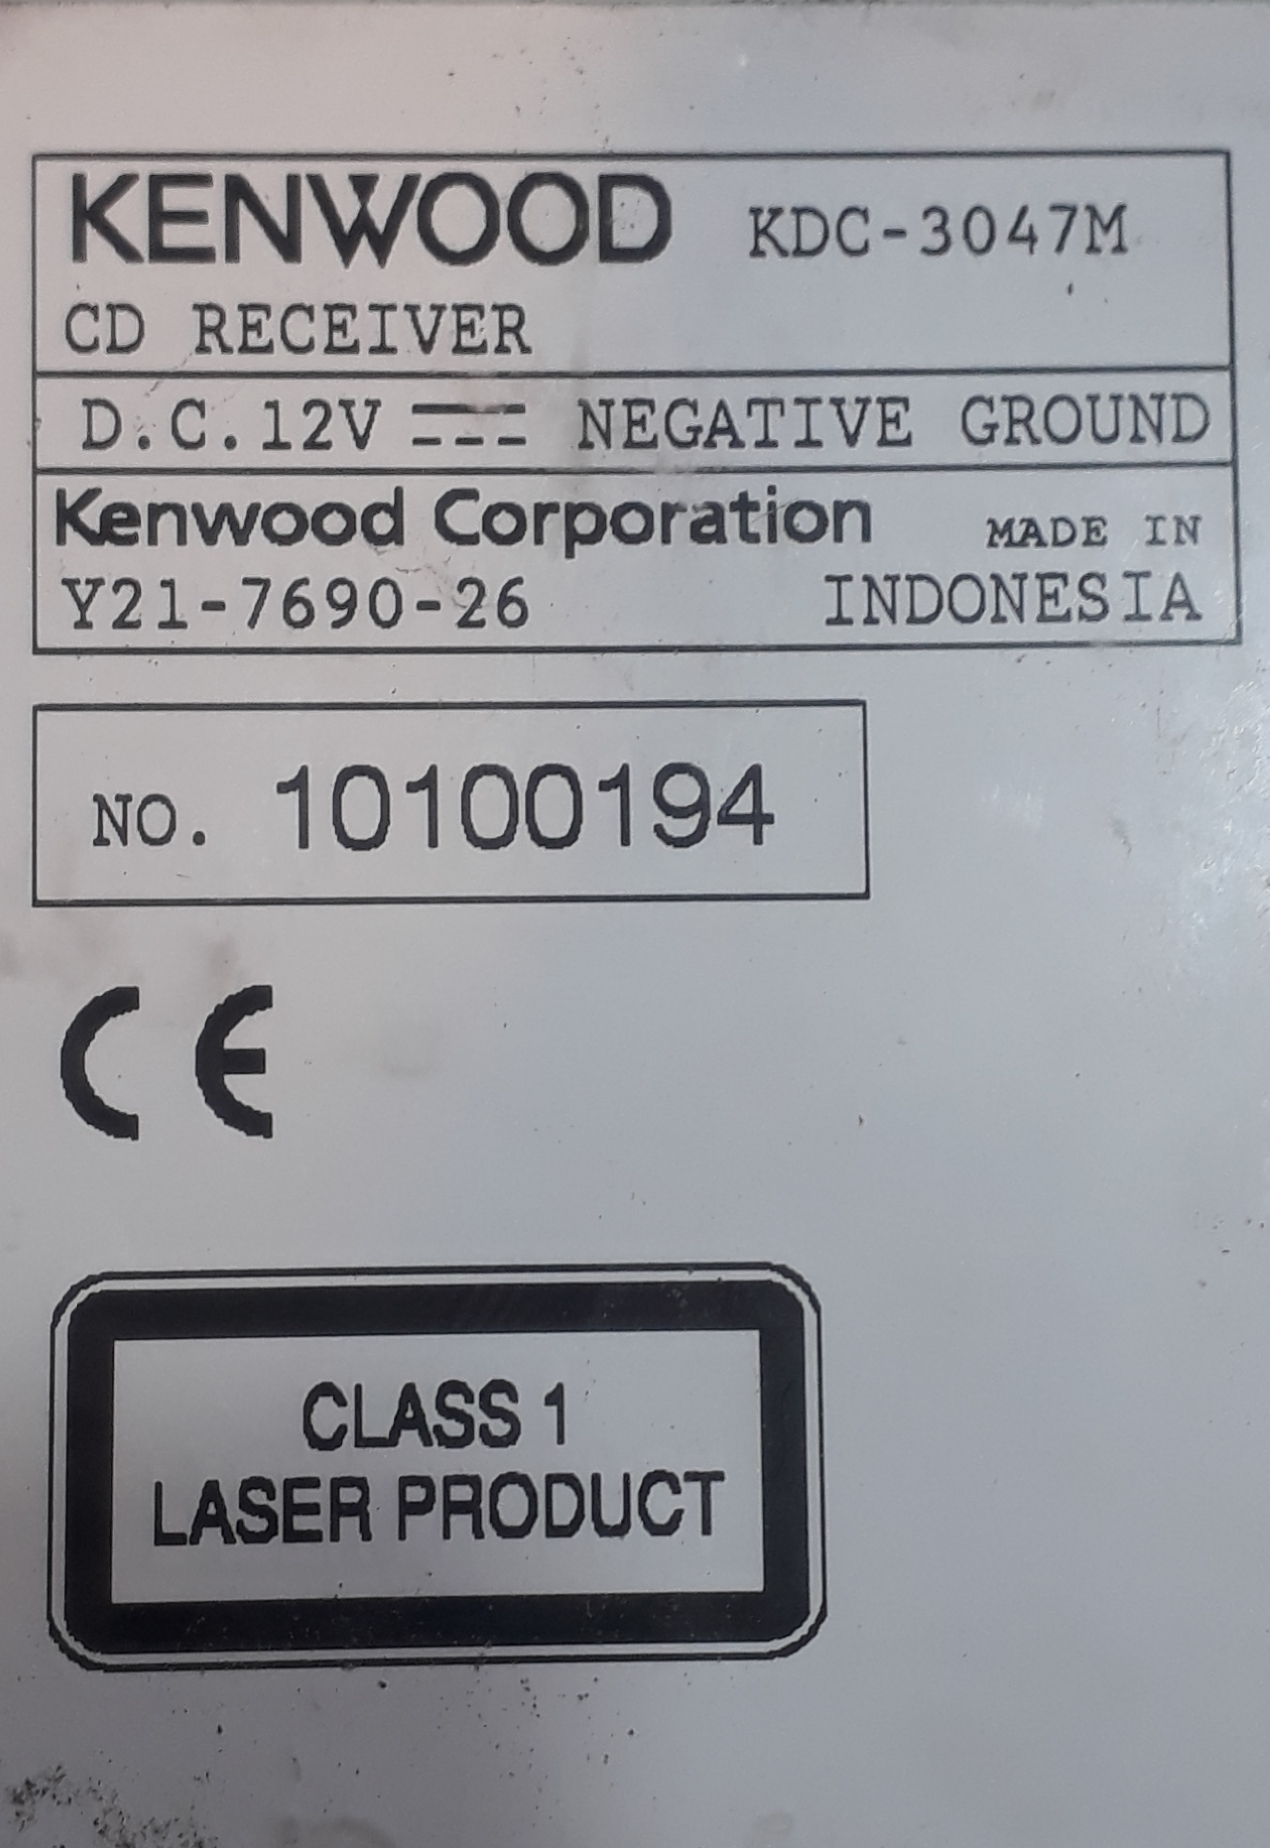 KENWOOD KDC-3047M
CD RECEIVER
D.C.12V NEGATIVE GROUND
Kenwood Corporation MADE IN
Y21-7690-26 INDONESIA
NO. 10100194
CE
CLASS 1
LASER PRODUCT